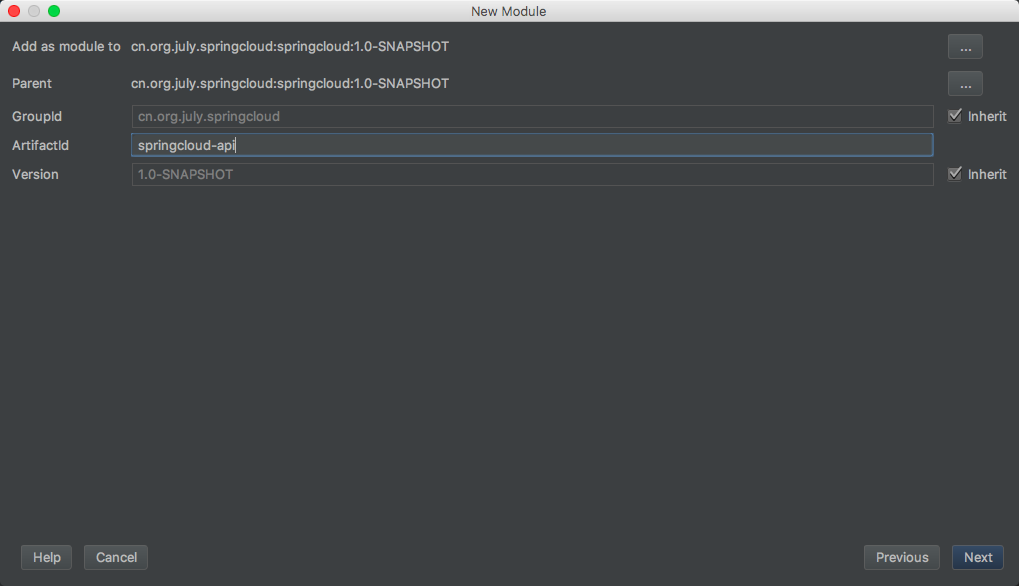 New Module
Add as module to cn.org.july.springcloud:springcloud:1.0-SNAPSHOT ...
Parent cn.org.july.springcloud:springcloud:1.0-SNAPSHOT ...
GroupId cn.org.july.springcloud Inherit
ArtifactId springcloud-api
Version 1.0-SNAPSHOT Inherit
Help Cancel Previous Next